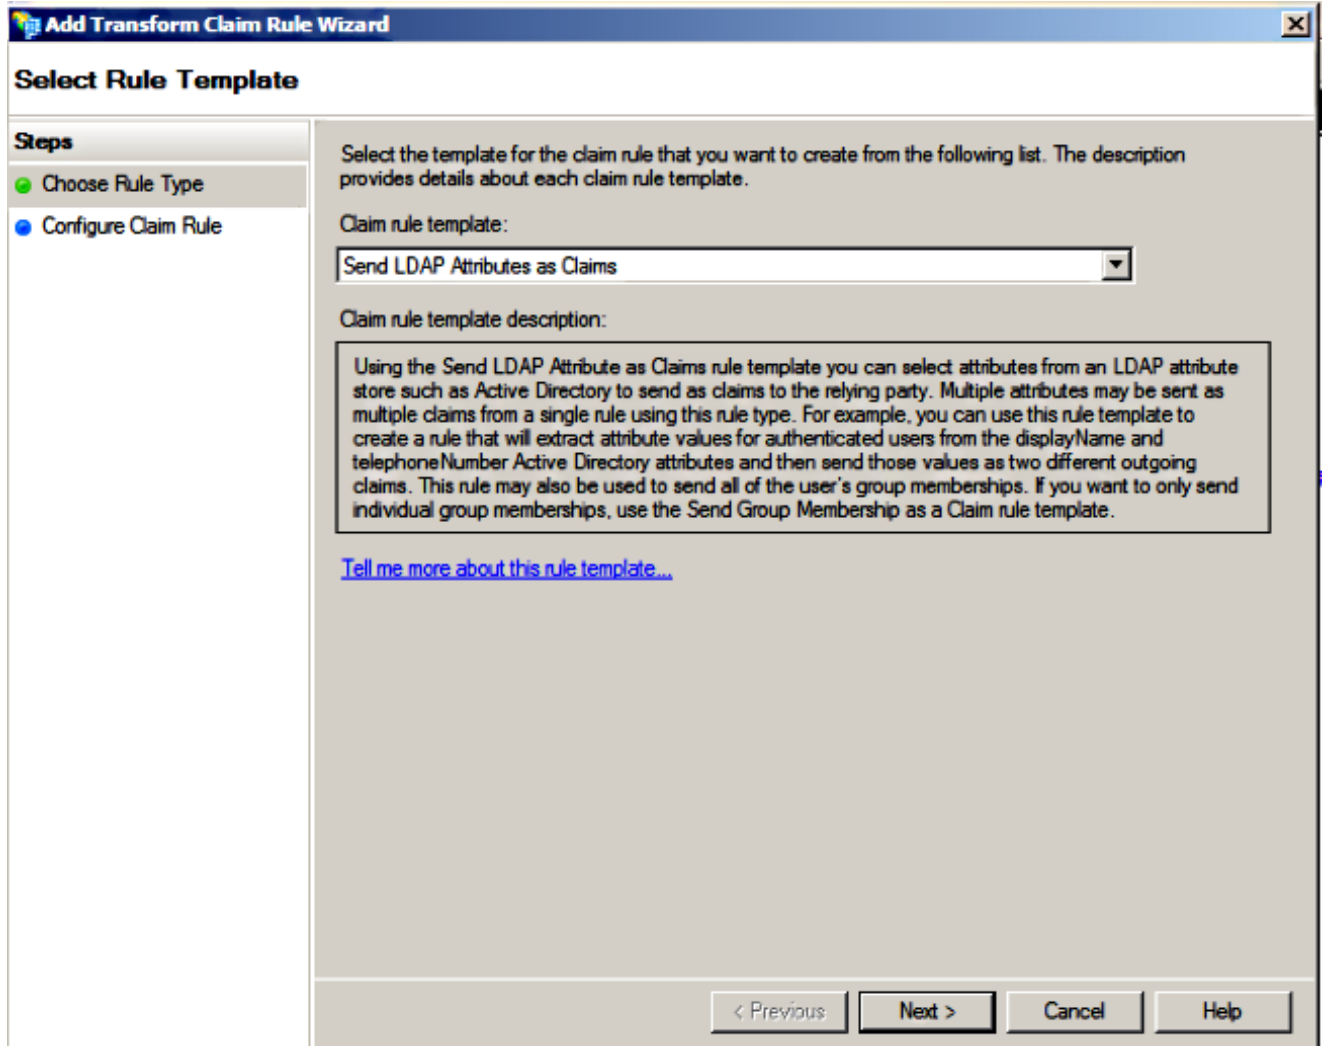 Add Transform Claim Rule Wizard
Select Rule Template
Steps
Choose Rule Type
Configure Claim Rule
Select the template for the claim rule that you want to create from the following list. The description
provides details about each claim rule template.
Claim rule template:
Send LDAP Attributes as Claims
Claim rule template description:
Using the Send LDAP Attribute as Claims rule template you can select attributes from an LDAP attribute
store such as Active Directory to send as claims to the relying party. Multiple attributes may be sent as
multiple claims from a single rule using this rule type. For example, you can use this rule template to
create a rule that will extract attribute values for authenticated users from the displayName and
telephoneNumber Active Directory attributes and then send those values as two different outgoing
claims. This rule may also be used to send all of the user's group memberships. If you want to only send
individual group memberships, use the Send Group Membership as a Claim rule template.
Tell me more about this rule template...
< Previous
Next >
Cancel
Help